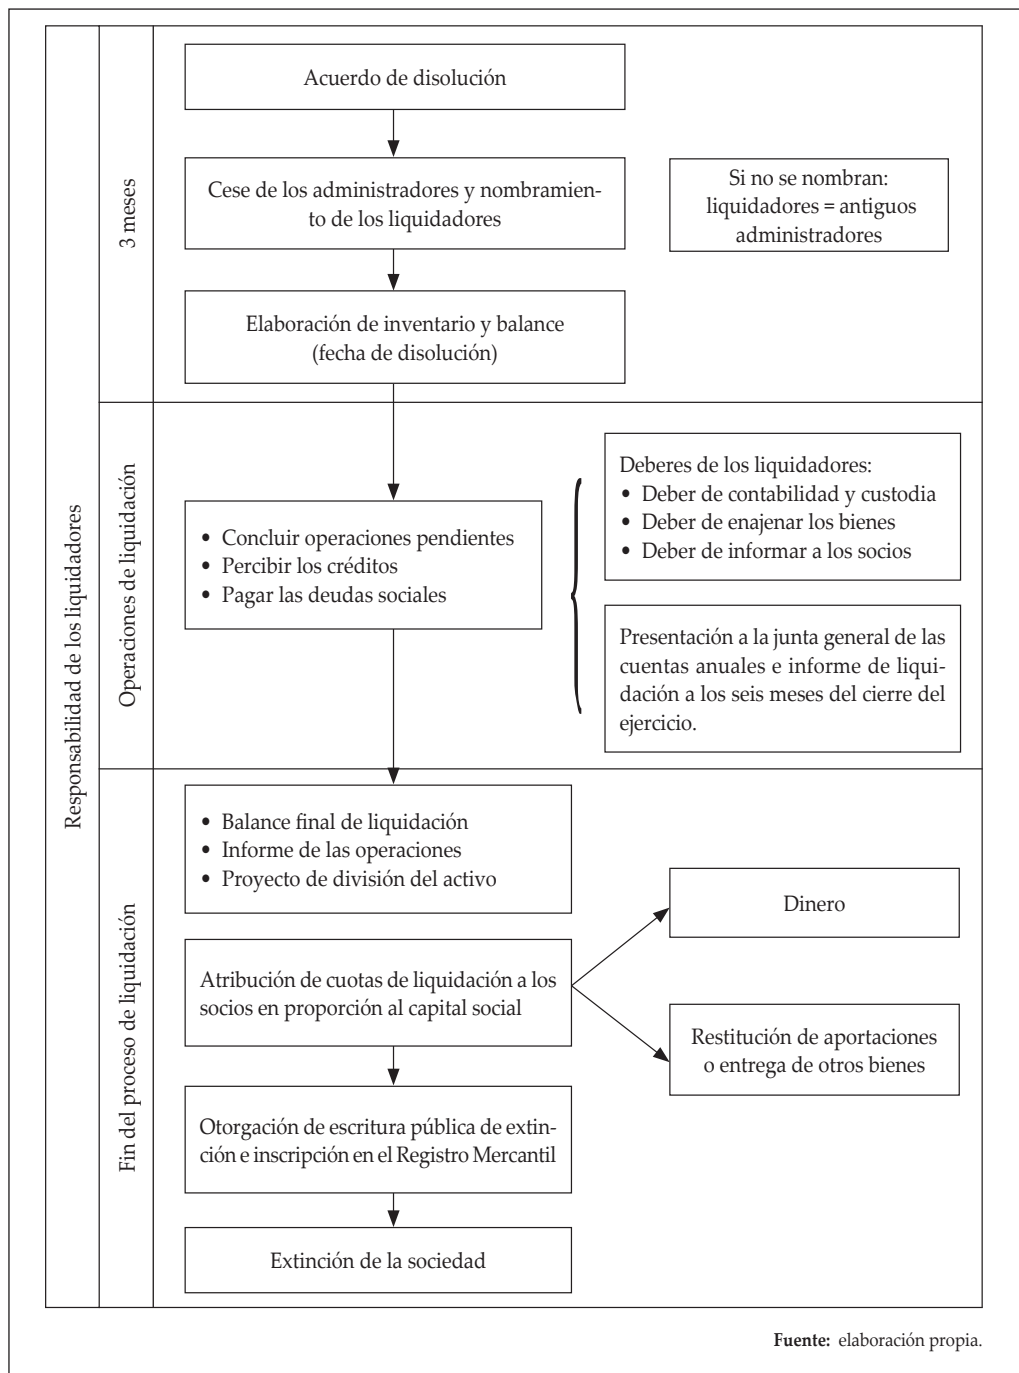 Responsabilidad de los liquidadores
3 meses
Acuerdo de disolución
Cese de los administradores y nombramien-
to de los liquidadores
Si no se nombran:
liquidadores = antiguos
administradores
Elaboración de inventario y balance
(fecha de disolución)
Operaciones de liquidación
• Concluir operaciones pendientes
• Percibir los créditos
• Pagar las deudas sociales
Deberes de los liquidadores:
• Deber de contabilidad y custodia
• Deber de enajenar los bienes
• Deber de informar a los socios
Presentación a la junta general de las
cuentas anuales e informe de liqui-
dación a los seis meses del cierre del
ejercicio.
Fin del proceso de liquidación
• Balance final de liquidación
• Informe de las operaciones
• Proyecto de división del activo
Atribución de cuotas de liquidación a los
socios en proporción al capital social
Dinero
Restitución de aportaciones
o entrega de otros bienes
Otorgación de escritura pública de extin-
ción e inscripción en el Registro Mercantil
Extinción de la sociedad
Fuente: elaboración propia.